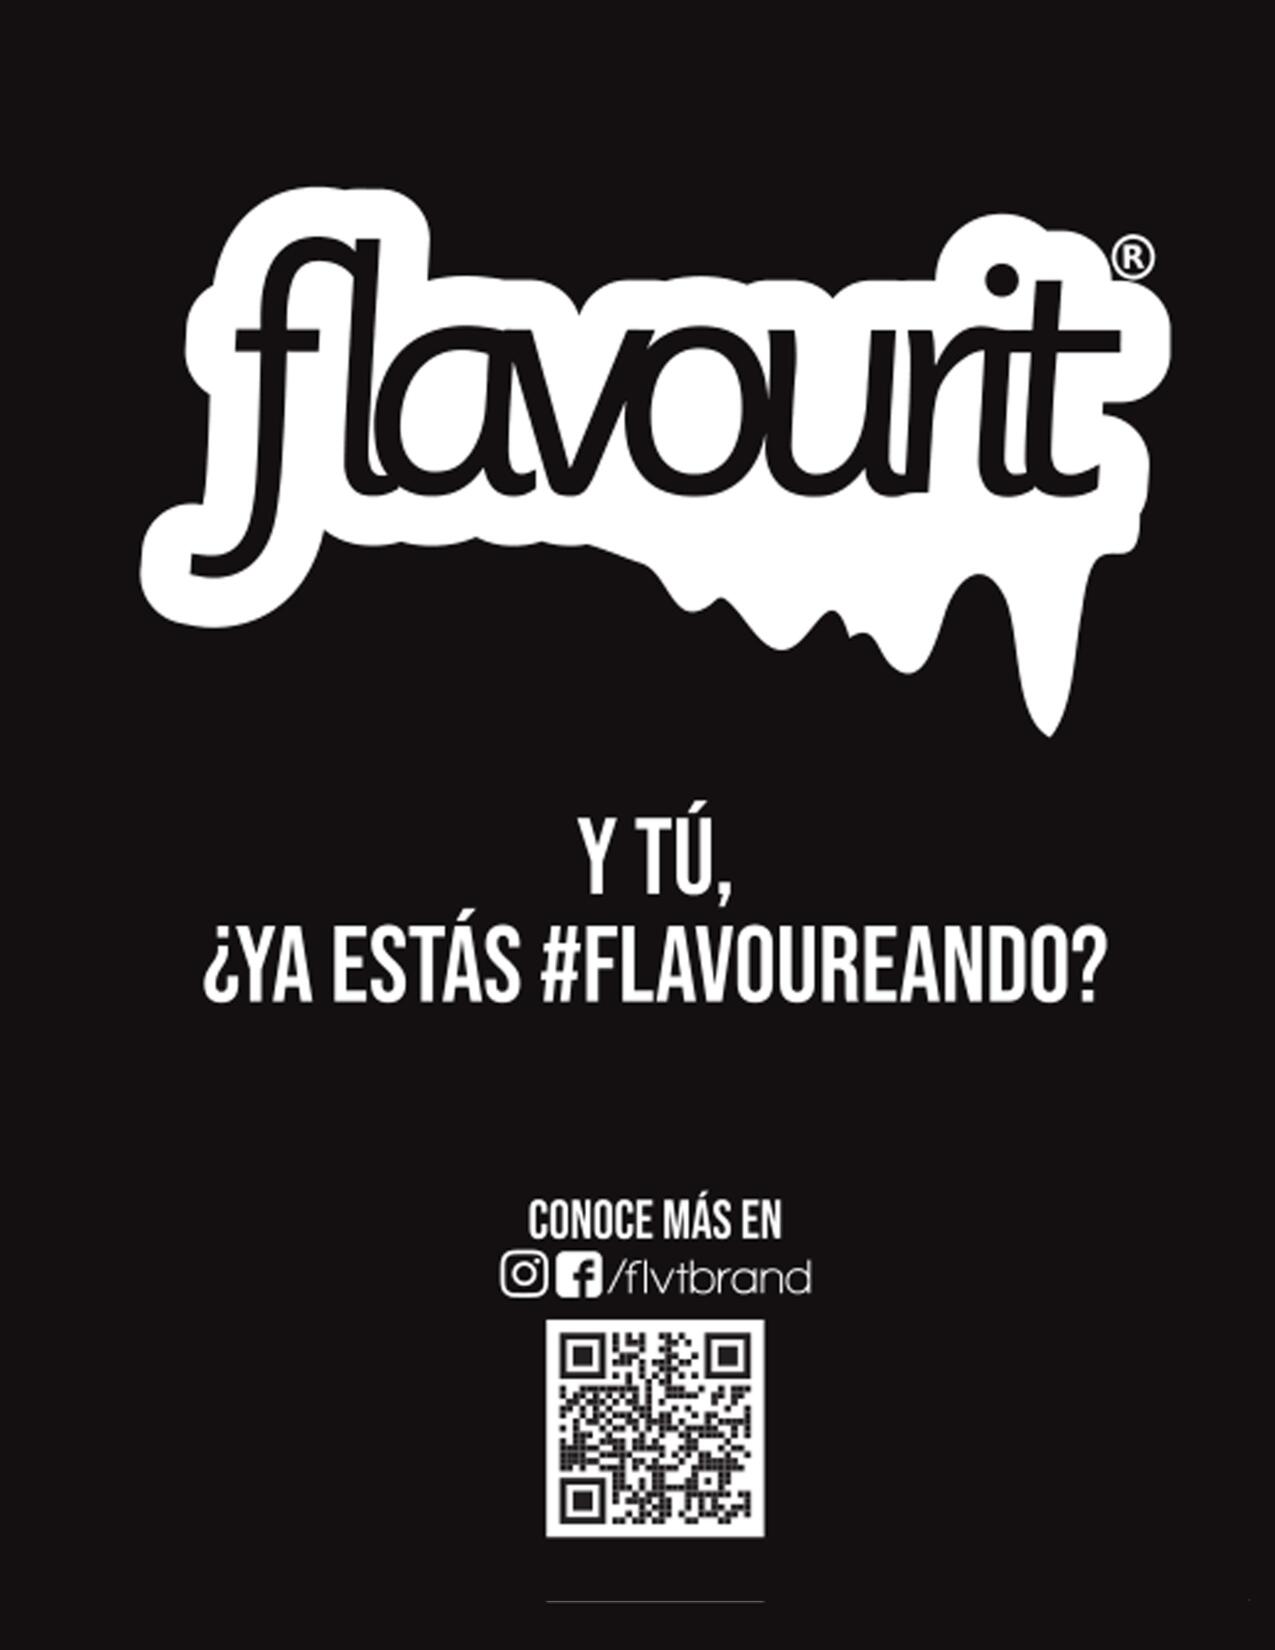 flavourit®
Y TÚ,
¿YA ESTÁS #FLAVOUREANDO?
CONOCE MÁS EN
/flvtbrand